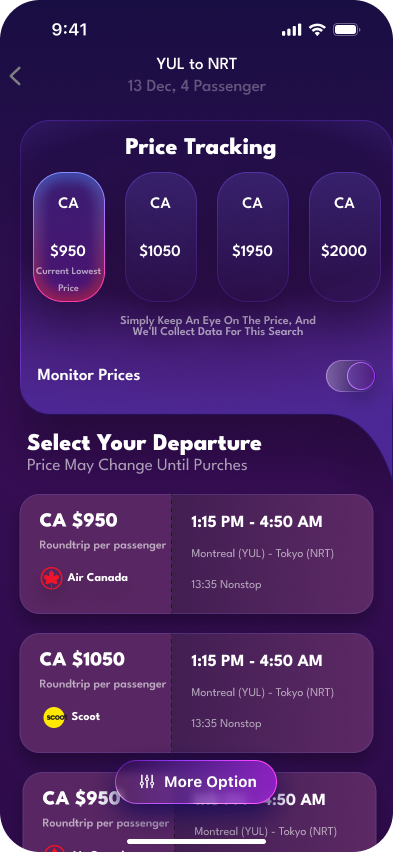 9:41
YUL to NRT
13 Dec, 4 Passenger
Price Tracking
CA
$950
Current Lowest
Price
CA
$1050
CA
$1950
CA
$2000
Simply Keep An Eye On The Price, And
We'll Collect Data For This Search
Monitor Prices
Select Your Departure
Price May Change Until Purches
CA $950
Roundtrip per passenger
Air Canada
1:15 PM - 4:50 AM
Montreal (YUL) - Tokyo (NRT)
13:35 Nonstop
CA $1050
Roundtrip per passenger
Scoot
Scoot
1:15 PM - 4:50 AM
Montreal (YUL) - Tokyo (NRT)
13:35 Nonstop
More Option
CA $950
Roundtrip per passenger
4:50 AM
Montreal (YUL) - Tokyo (NRT)